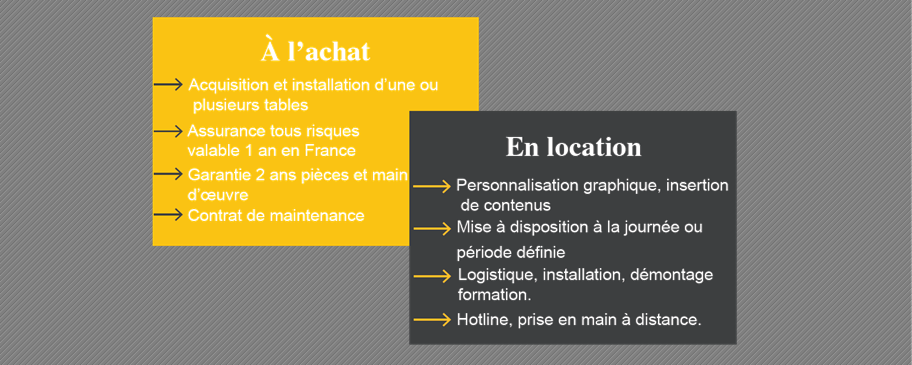 À l'achat
Acquisition et installation d'une ou
plusieurs tables
Assurance tous risques
valable 1 an en France
Garantie 2 ans pièces et main
d'œuvre
Contrat de maintenance
En location
Personnalisation graphique, insertion
de contenus
Mise à disposition à la journée ou
période définie
Logistique, installation, démontage
formation.
Hotline, prise en main à distance.